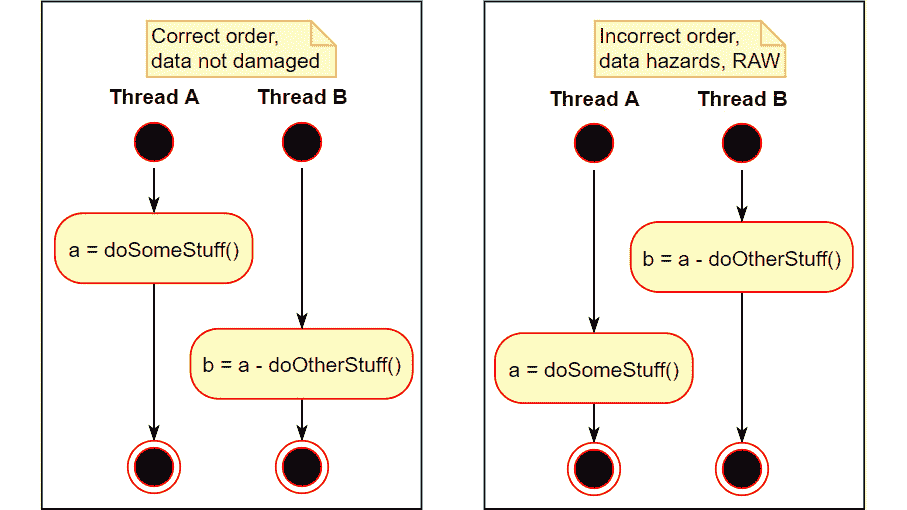 Correct order,
data not damaged
Thread A
Thread B
a = doSomeStuff()
b = a - doOtherStuff()
Incorrect order,
data hazards, RAW
Thread A
Thread B
b = a - doOtherStuff()
a = doSomeStuff()